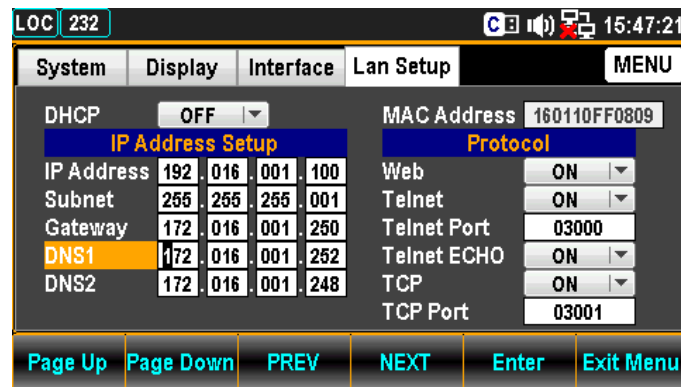 LOC 232 C 15:47:21
System Display Interface Lan Setup MENU
DHCP OFF MAC Address 160110FF0809
IP Address Setup Protocol
IP Address 192.016.001.100 Web ON
Subnet 255.255.255.001 Telnet ON
Gateway 172.016.001.250 Telnet Port 03000
DNS1 172.016.001.252 Telnet ECHO ON
DNS2 172.016.001.248 TCP ON
TCP Port 03001
Page Up Page Down PREV NEXT Enter Exit Menu